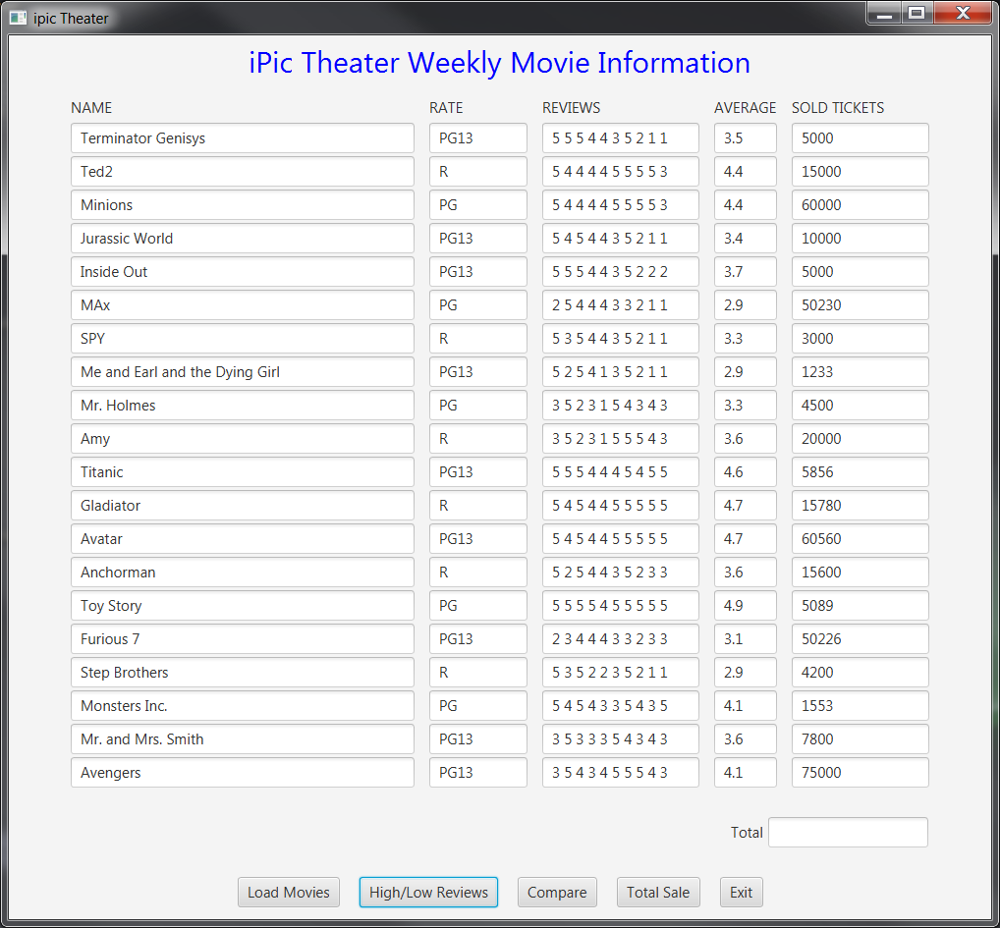 ipic Theater
iPic Theater Weekly Movie Information
NAME RATE REVIEWS AVERAGE SOLD TICKETS
Terminator Genisys PG13 5 5 5 4 4 3 5 2 1 1 3.5 5000
Ted2 R 5 4 4 4 4 5 5 5 5 3 4.4 15000
Minions PG 5 4 4 4 4 5 5 5 5 3 4.4 60000
Jurassic World PG13 5 4 5 4 4 3 5 2 1 1 3.4 10000
Inside Out PG13 5 5 5 4 4 3 5 2 2 2 3.7 5000
MAx PG 2 5 4 4 4 3 3 2 1 1 2.9 50230
SPY R 5 3 5 4 4 3 5 2 1 1 3.3 3000
Me and Earl and the Dying Girl PG13 5 2 5 4 1 3 5 2 1 1 2.9 1233
Mr. Holmes PG 3 5 2 3 1 5 4 3 4 3 3.3 4500
Amy R 3 5 2 3 1 5 5 5 4 3 3.6 20000
Titanic PG13 5 5 5 4 4 4 5 4 5 5 4.6 5856
Gladiator R 5 4 5 4 4 5 5 5 5 5 4.7 15780
Avatar PG13 5 4 5 4 4 5 5 5 5 5 4.7 60560
Anchorman R 5 2 5 4 4 3 5 2 3 3 3.6 15600
Toy Story PG 5 5 5 5 4 5 5 5 5 5 4.9 5089
Furious 7 PG13 2 3 4 4 4 3 3 2 3 3 3.1 50226
Step Brothers R 5 3 5 2 2 3 5 2 1 1 2.9 4200
Monsters Inc. PG 5 4 5 4 3 3 5 4 3 5 4.1 1553
Mr. and Mrs. Smith PG13 3 5 3 3 3 5 4 3 4 3 3.6 7800
Avengers PG13 3 5 4 3 4 5 5 5 4 3 4.1 75000
Total
Load Movies High/Low Reviews Compare Total Sale Exit